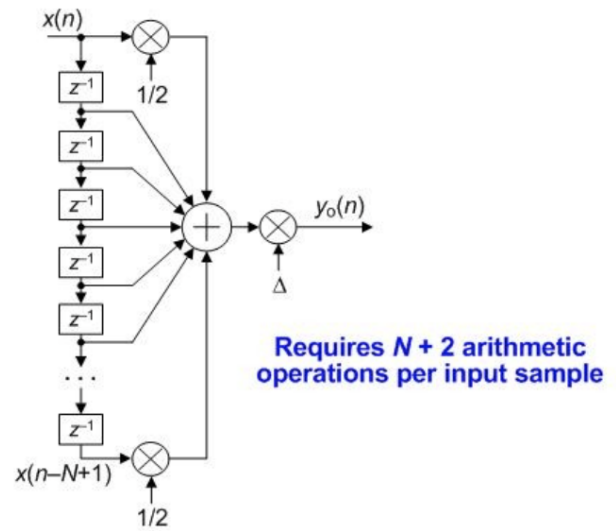 x(n)
z⁻¹
1/2
z⁻¹
z⁻¹
+
yₒ(n)
z⁻¹
Δ
z⁻¹
Requires N + 2 arithmetic
operations per input sample
. . .
z⁻¹
x(n–N+1)
1/2